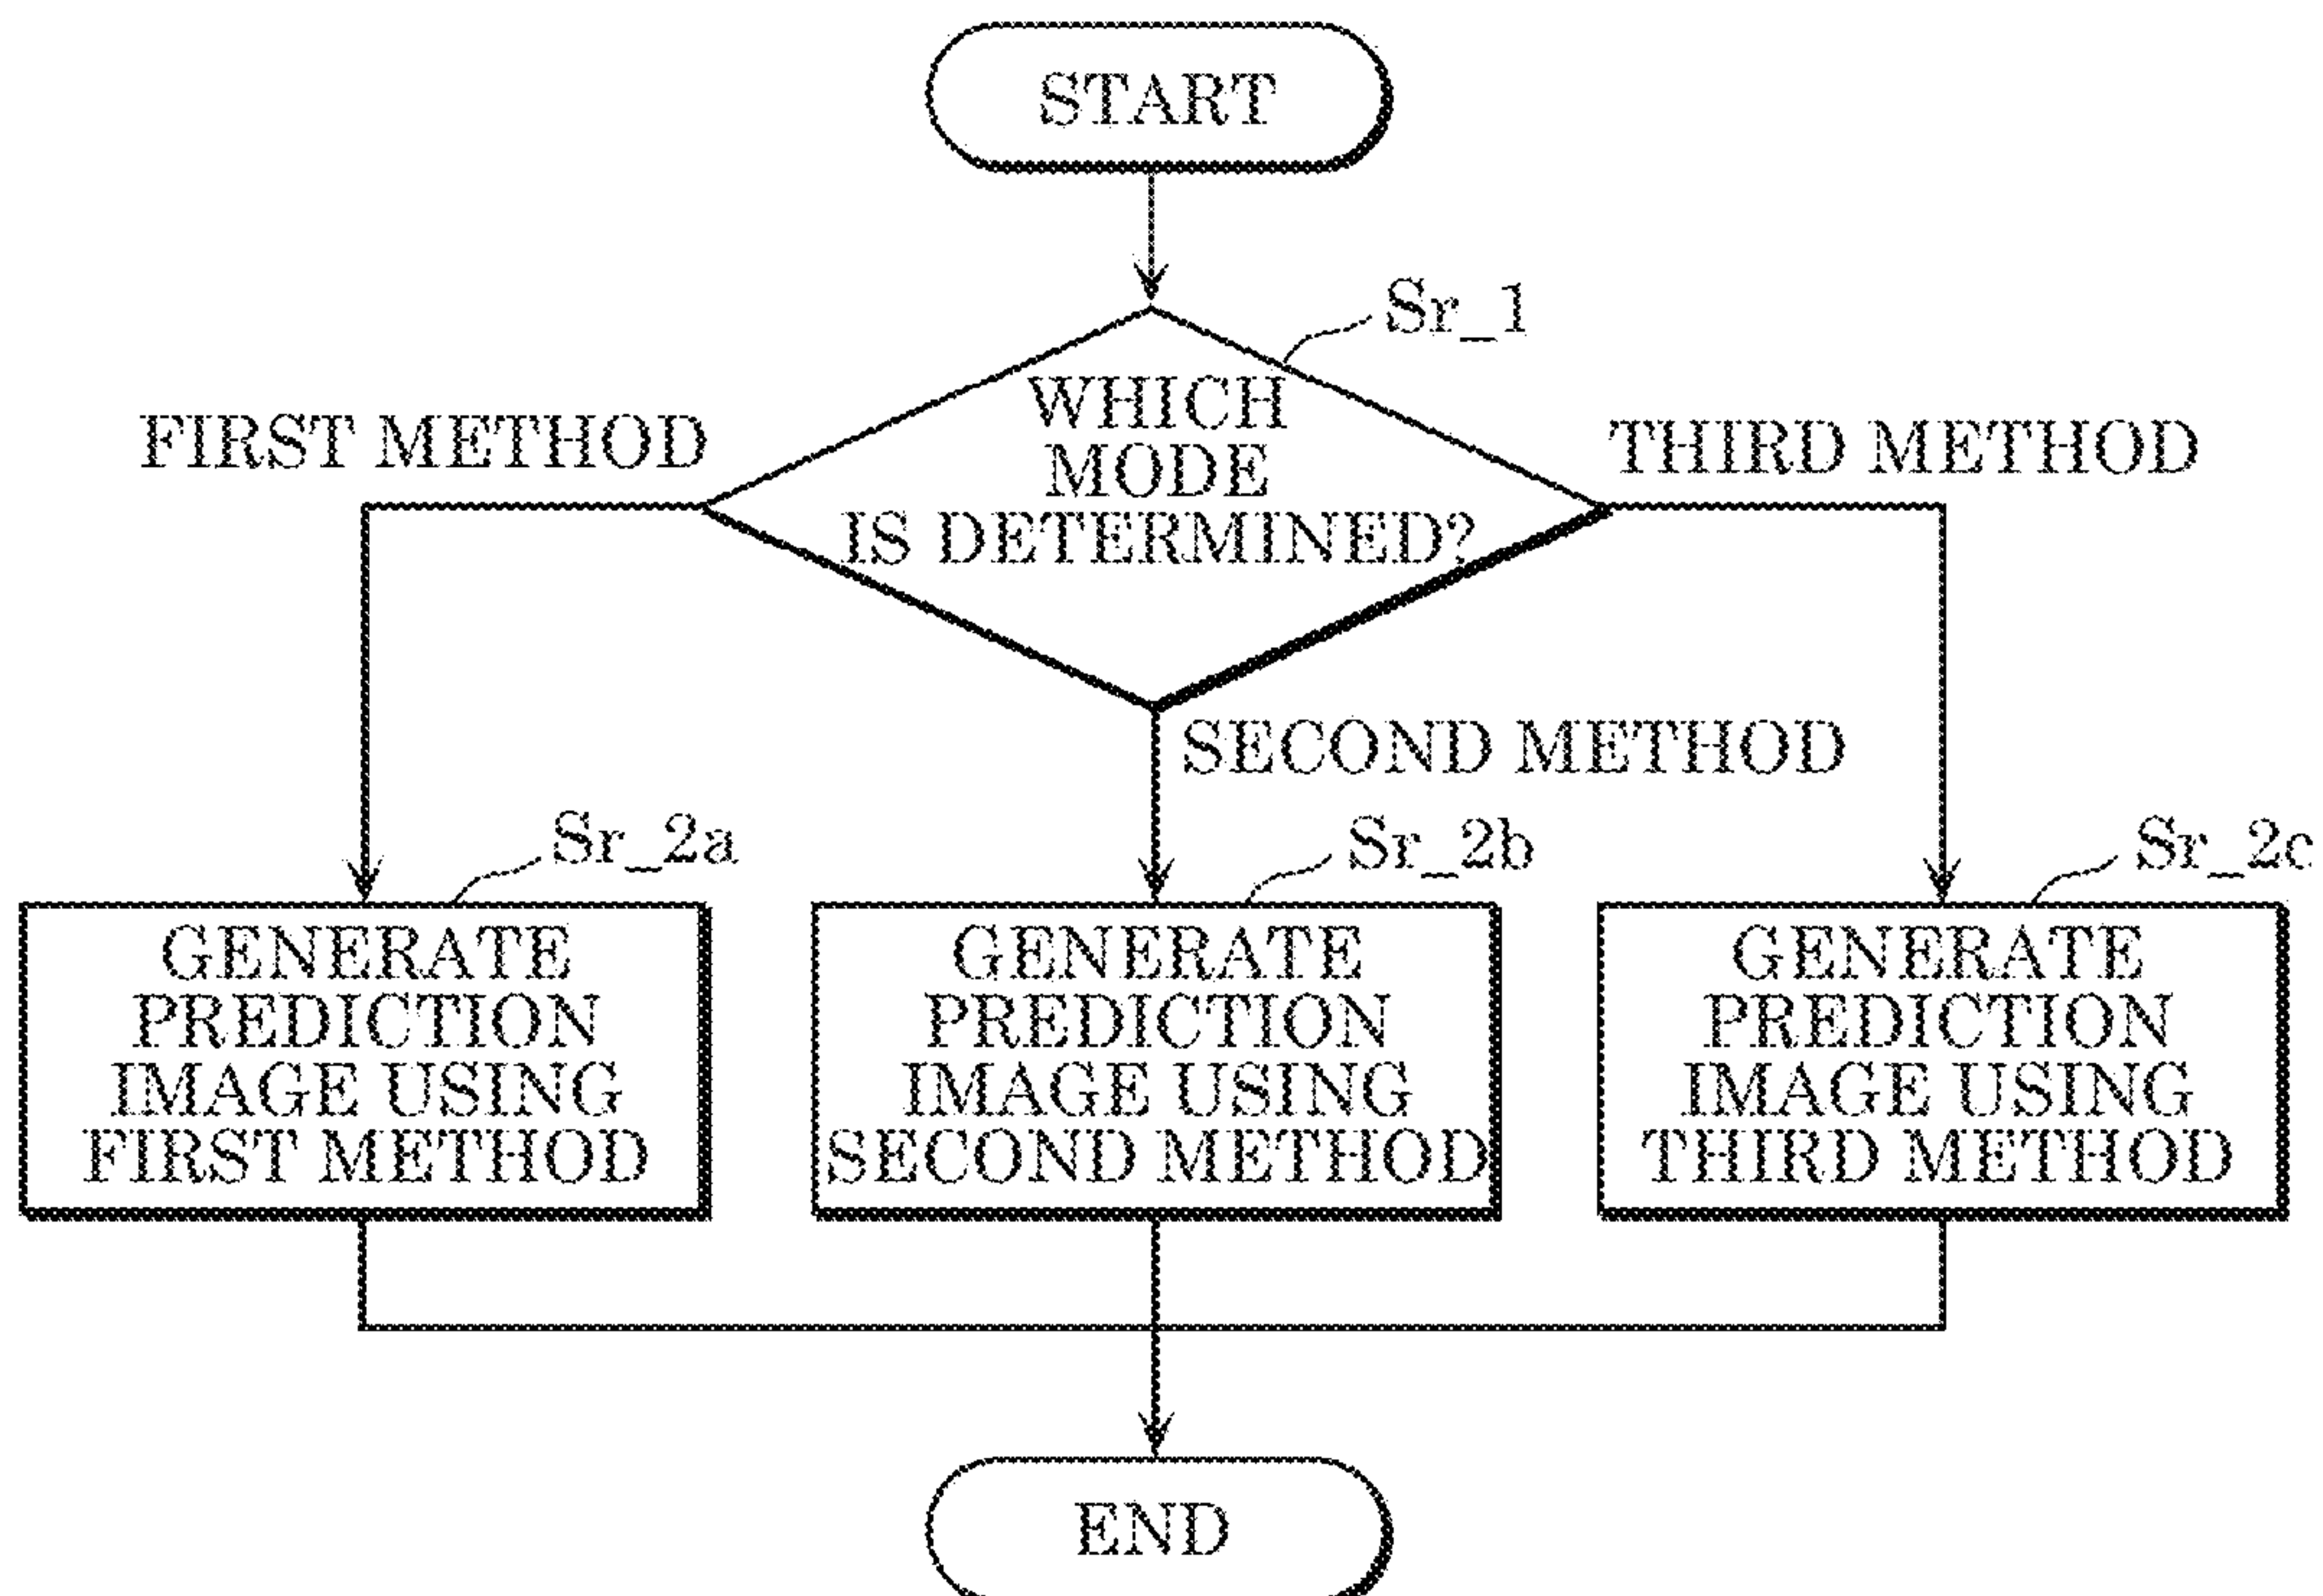 START
Sr_1
WHICH
MODE
IS DETERMINED?
FIRST METHOD
THIRD METHOD
SECOND METHOD
Sr_2a
Sr_2b
Sr_2c
GENERATE
PREDICTION
IMAGE USING
FIRST METHOD
GENERATE
PREDICTION
IMAGE USING
SECOND METHOD
GENERATE
PREDICTION
IMAGE USING
THIRD METHOD
END